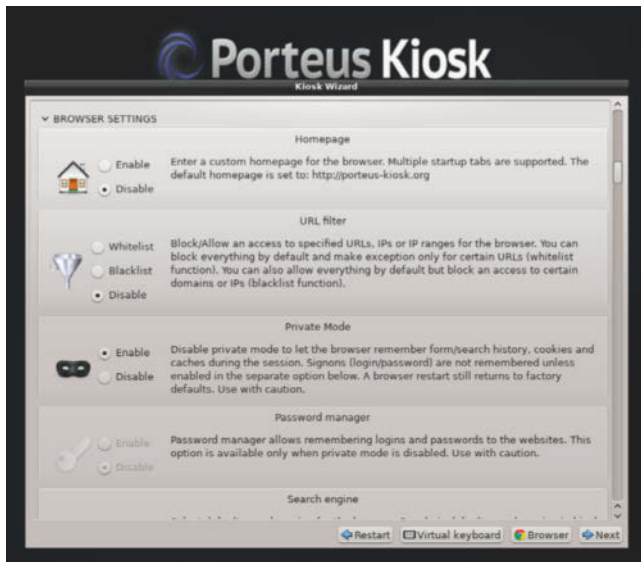 Porteus Kiosk
Kiosk Wizard
BROWSER SETTINGS
Homepage
Enable
Disable
Enter a custom homepage for the browser. Multiple startup tabs are supported. The
default homepage is set to: http://porteus-kiosk.org
URL filter
Whitelist
Blacklist
Disable
Block/Allow an access to specified URLs, IPs or IP ranges for the browser. You can
block everything by default and make exception only for certain URLs (whitelist
function). You can also allow everything by default but block an access to certain
domains or IPs (blacklist function).
Private Mode
Enable
Disable
Disable private mode to let the browser remember form/search history, cookies and
caches during the session. Signons (login/password) are not remembered unless
enabled in the separate option below. A browser restart still returns to factory
defaults. Use with caution.
Password manager
Enable
Disable
Password manager allows remembering logins and passwords to the websites. This
option is available only when private mode is disabled. Use with caution.
Search engine
Restart
Virtual keyboard
Browser
Next